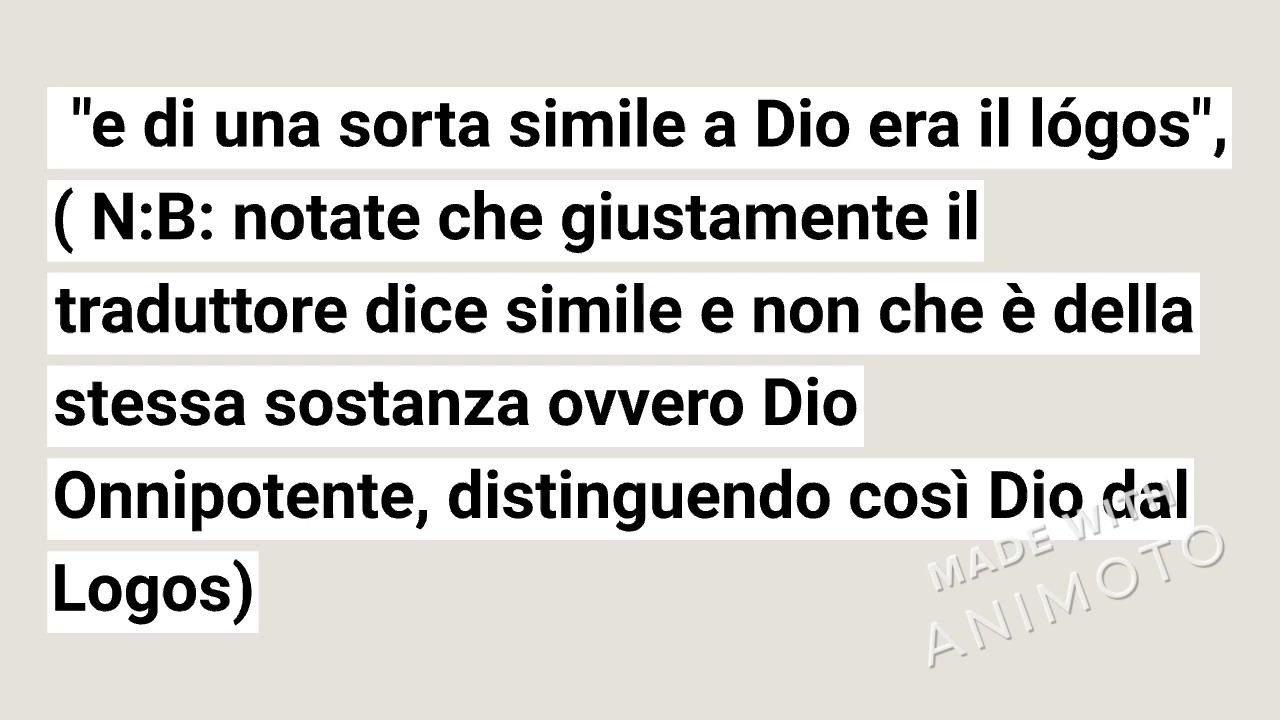 "e di una sorta simile a Dio era il lógos",
( N:B: notate che giustamente il
traduttore dice simile e non che è della
stessa sostanza ovvero Dio
Onnipotente, distinguendo così Dio dal
Logos)
MADE WITH
ANIMOTO